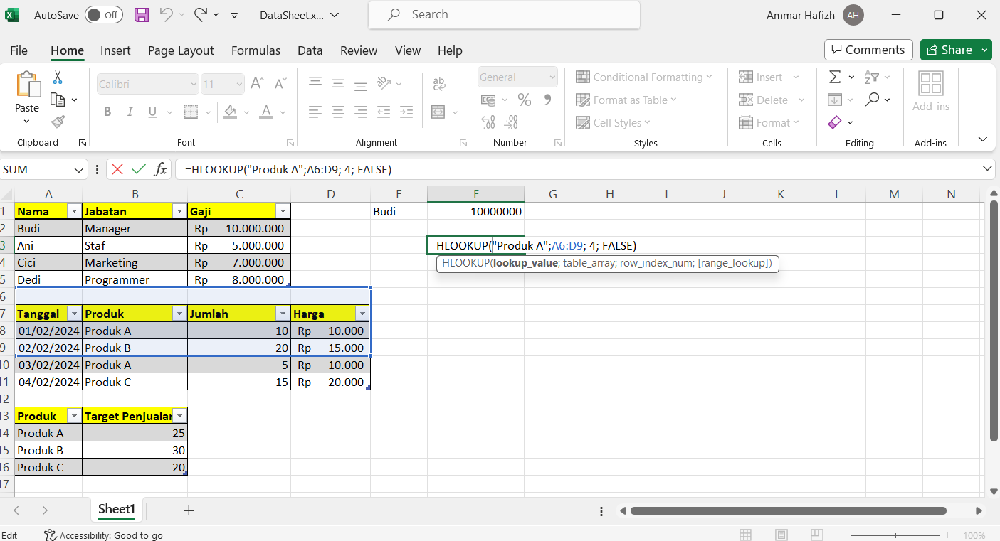 AutoSave Off DataSheet.x... Search Ammar Hafizh AH
File Home Insert Page Layout Formulas Data Review View Help Comments Share
Paste Calibri 11 General Conditional Formatting Insert
B I U ab Format as Table Delete Add-ins
Cell Styles Format
Clipboard Font Alignment Number Styles Cells Editing Add-ins
SUM fx =HLOOKUP("Produk A";A6:D9; 4; FALSE)
A B C D E F G H I J K L M N
1 Nama Jabatan Gaji Budi 10000000
2 Budi Manager Rp 10.000.000
3 Ani Staf Rp 5.000.000 =HLOOKUP("Produk A";A6:D9; 4; FALSE)
HLOOKUP(lookup_value; table_array; row_index_num; [range_lookup])
4 Cici Marketing Rp 7.000.000
5 Dedi Programmer Rp 8.000.000
6
7 Tanggal Produk Jumlah Harga
8 01/02/2024 Produk A 10 Rp 10.000
9 02/02/2024 Produk B 20 Rp 15.000
10 03/02/2024 Produk A 5 Rp 10.000
11 04/02/2024 Produk C 15 Rp 20.000
12
13 Produk Target Penjualan
14 Produk A 25
15 Produk B 30
16 Produk C 20
17
Sheet1
Edit Accessibility: Good to go 100%